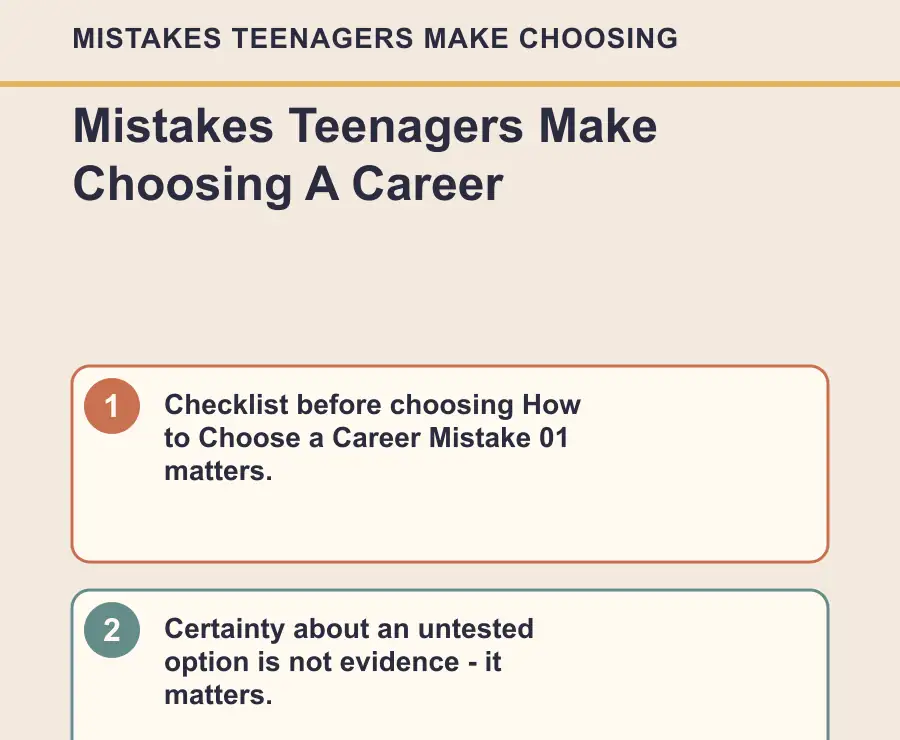 MISTAKES TEENAGERS MAKE CHOOSING
Mistakes Teenagers Make
Choosing A Career
1
Checklist before choosing How
to Choose a Career Mistake 01
matters.
2
Certainty about an untested
option is not evidence - it
matters.